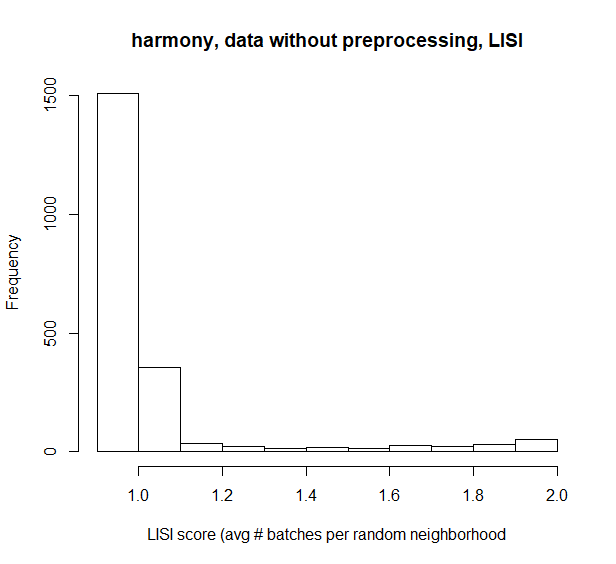 harmony, data without preprocessing, LISI
Frequency
1500
1000
500
0
1.0 1.2 1.4 1.6 1.8 2.0
LISI score (avg # batches per random neighborhood